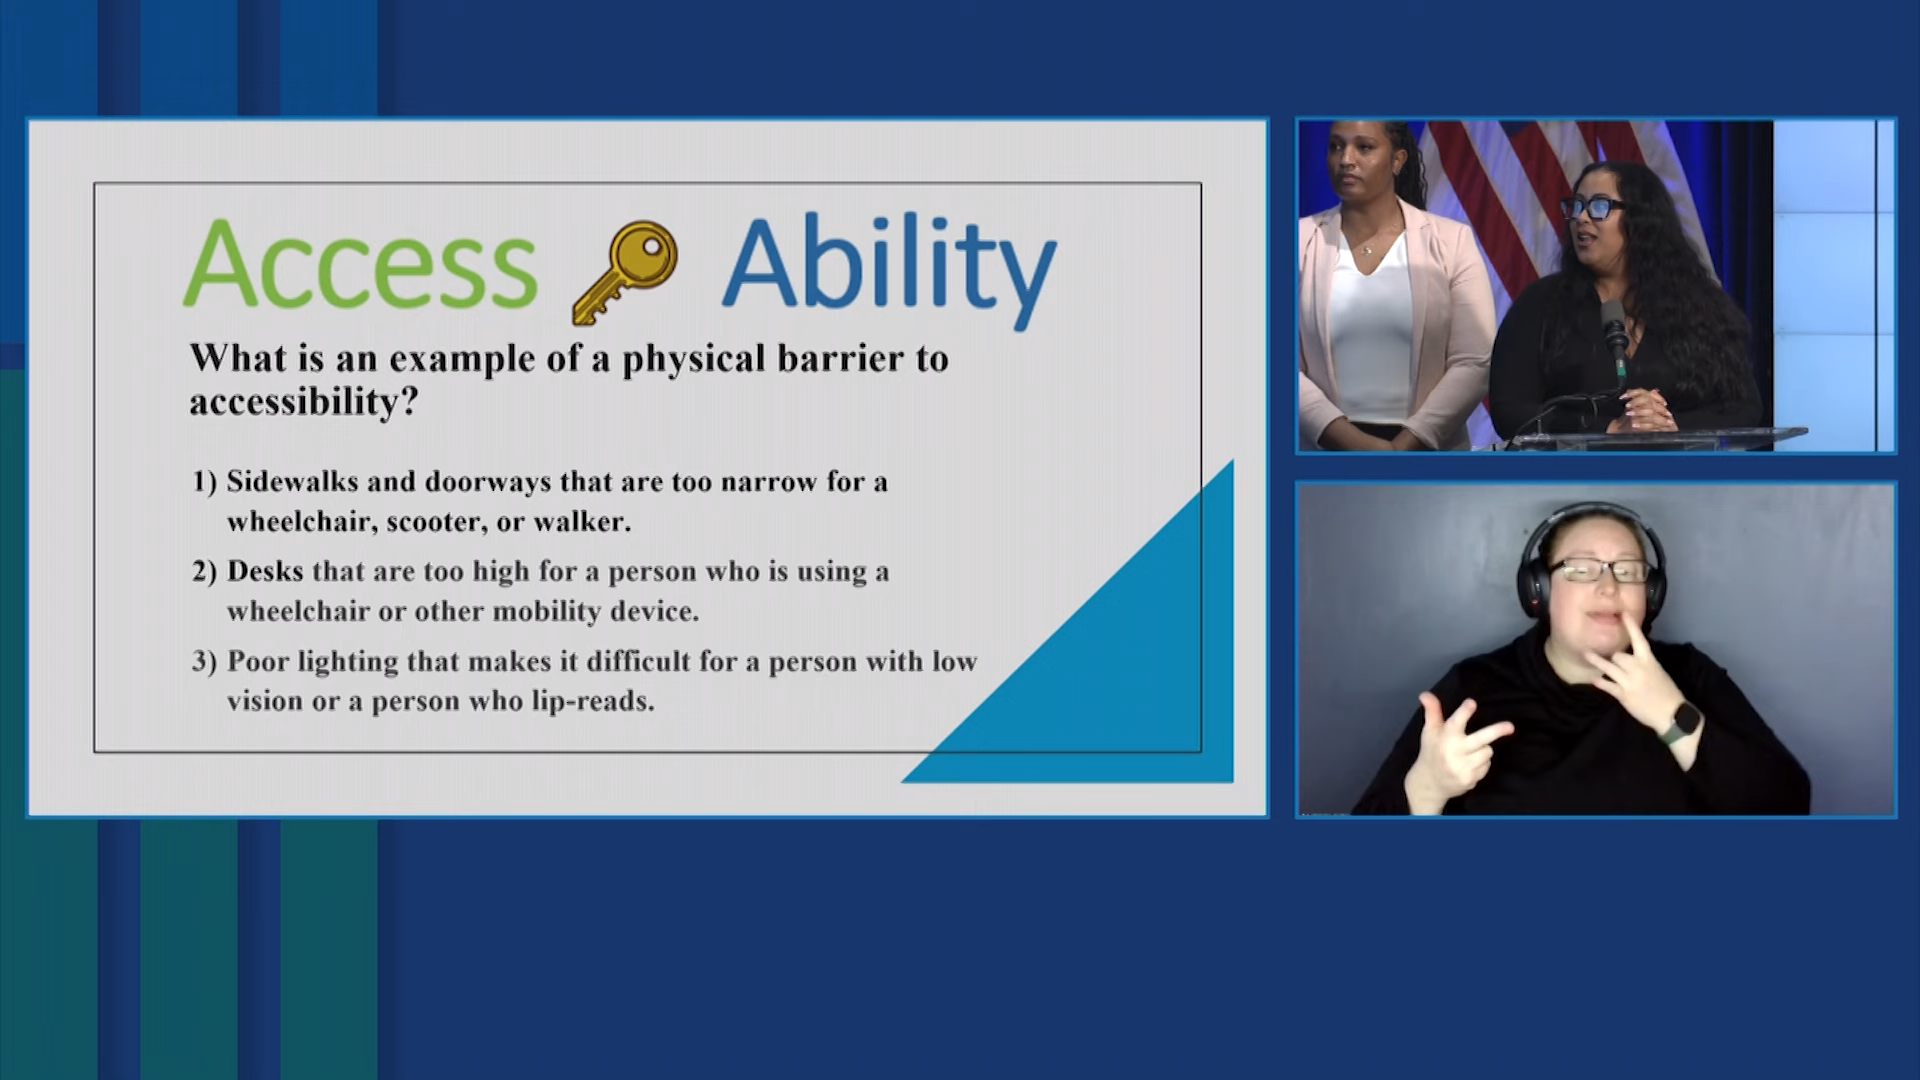 Access Ability
What is an example of a physical barrier to
accessibility?
1) Sidewalks and doorways that are too narrow for a
wheelchair, scooter, or walker.
2) Desks that are too high for a person who is using a
wheelchair or other mobility device.
3) Poor lighting that makes it difficult for a person with low
vision or a person who lip-reads.